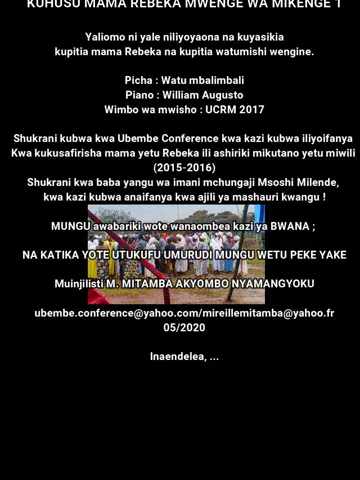 KUHUSU MAMA REBEKA MWENGE WA MIKENGE 1
Yaliomo ni yale niliyoyaona na kuyasikia
kupitia mama Rebeka na kupitia watumishi wengine.
Picha : Watu mbalimbali
Piano : William Augusto
Wimbo wa mwisho : UCRM 2017
Shukrani kubwa kwa Ubembe Conference kwa kazi kubwa iliyoifanya
Kwa kukusafirisha mama yetu Rebeka ili ashiriki mikutano yetu miwili
(2015-2016)
Shukrani kwa baba yangu wa imani mchungaji Msoshi Milende,
kwa kazi kubwa anaifanya kwa ajili ya mashauri kwangu !
MUNGU awabariki wote wanaombea kazi ya BWANA ;
NA KATIKA YOTE UTUKUFU UMURUDI MUNGU WETU PEKE YAKE
Muinjilisti M. MITAMBA AKYOMBO NYAMANGYOKU
ubembe.conference@yahoo.com/mireillemitamba@yahoo.fr
05/2020
Inaendelea, ...